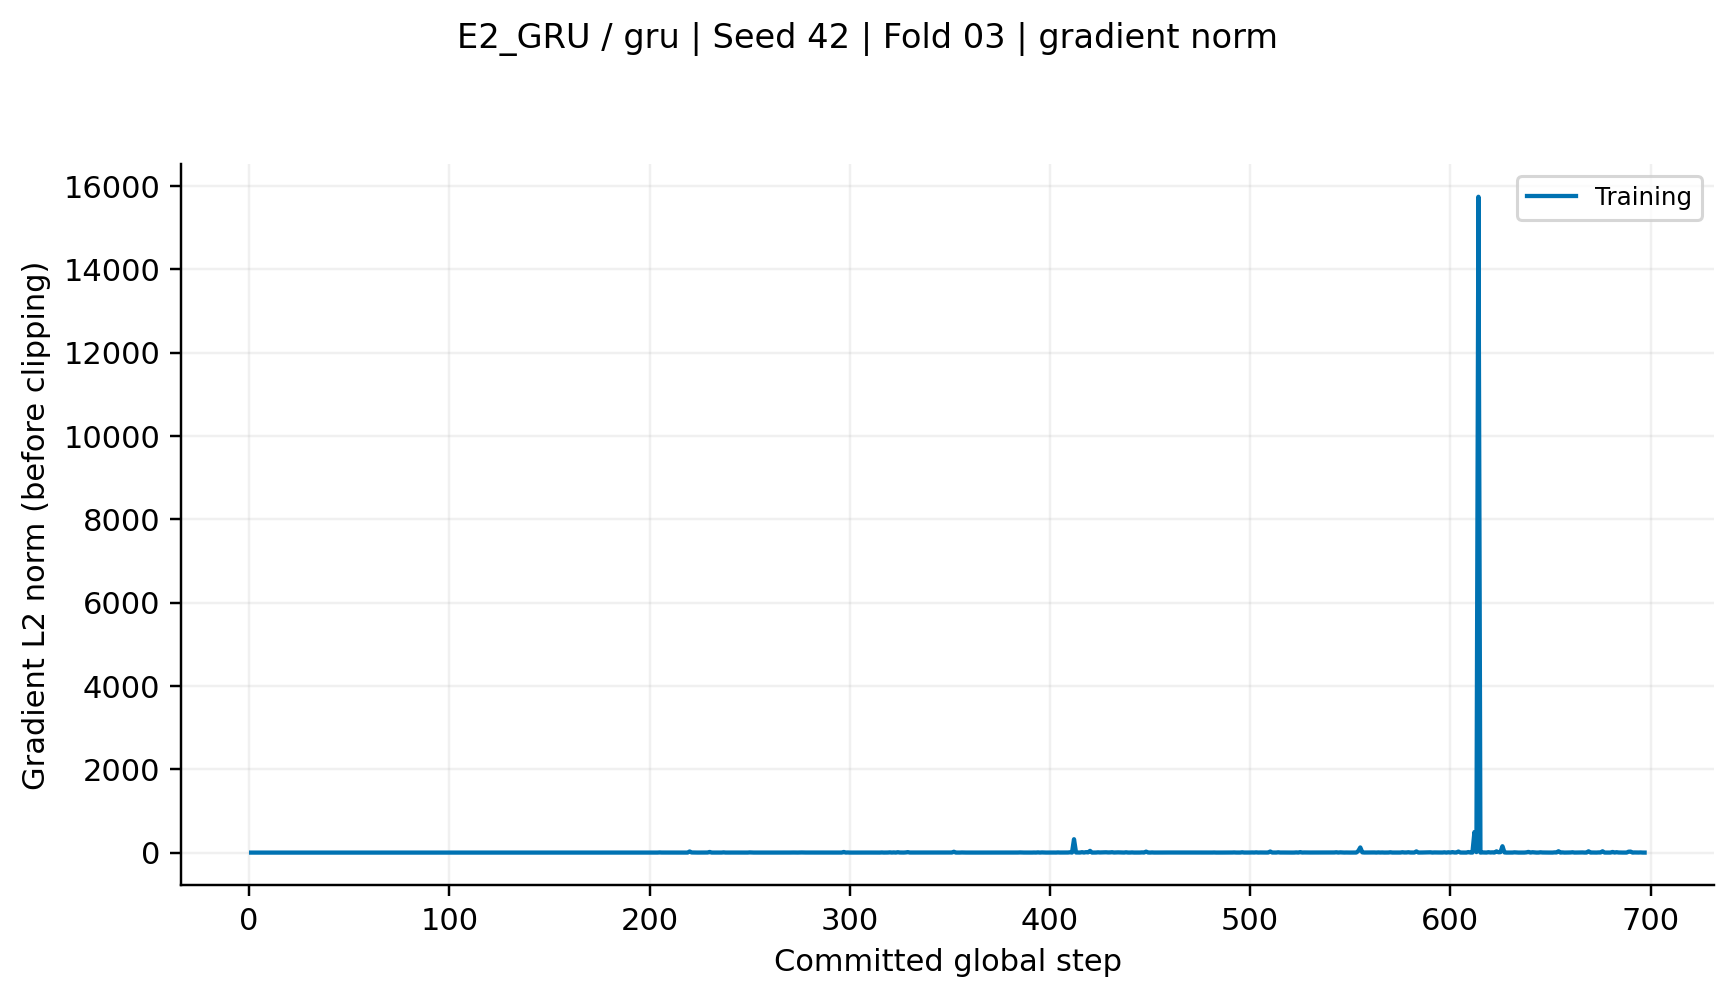 E2_GRU / gru | Seed 42 | Fold 03 | gradient norm
Training
Gradient L2 norm (before clipping)
16000
14000
12000
10000
8000
6000
4000
2000
0
0 100 200 300 400 500 600 700
Committed global step